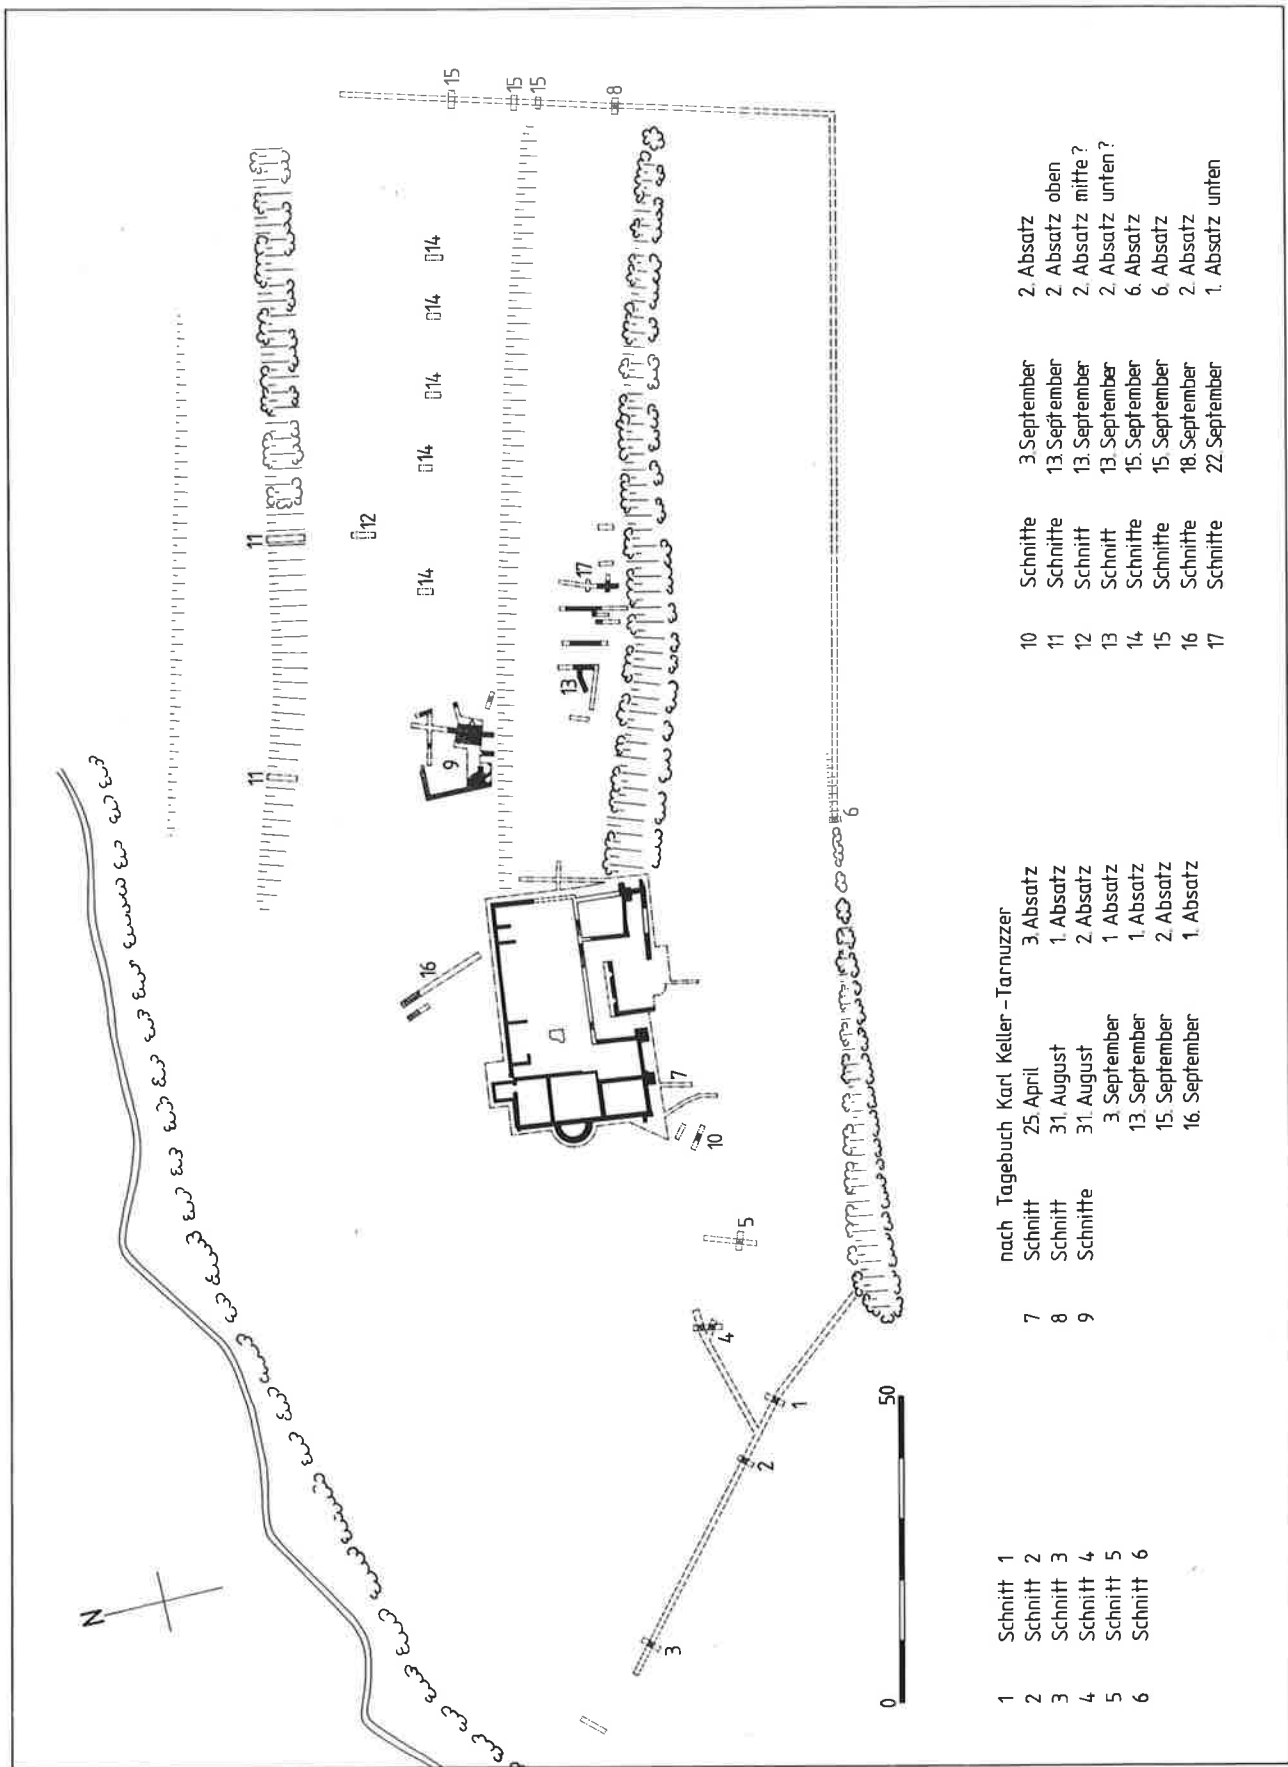 N
11
11
12
14
14
14
14
14
15
15
15
8
9
13
17
16
7
10
5
4
1
2
3
6
0
50
1 Schnitt 1
2 Schnitt 2
3 Schnitt 3
4 Schnitt 4
5 Schnitt 5
6 Schnitt 6
nach Tagebuch Karl Keller-Tarnuzzer
7 Schnitt 25. April 3. Absatz
8 Schnitt 31. August 1. Absatz
9 Schnitte 31. August 2. Absatz
3. September 1 Absatz
13. September 1. Absatz
15. September 2. Absatz
16. September 1. Absatz
10 Schnitte 3. September 2. Absatz
11 Schnitte 13. September 2. Absatz oben
12 Schnitt 13. September 2. Absatz mitte ?
13 Schnitt 13. September 2. Absatz unten ?
14 Schnitte 15. September 6. Absatz
15 Schnitte 15. September 6. Absatz
16 Schnitte 18. September 2. Absatz
17 Schnitte 22. September 1. Absatz unten